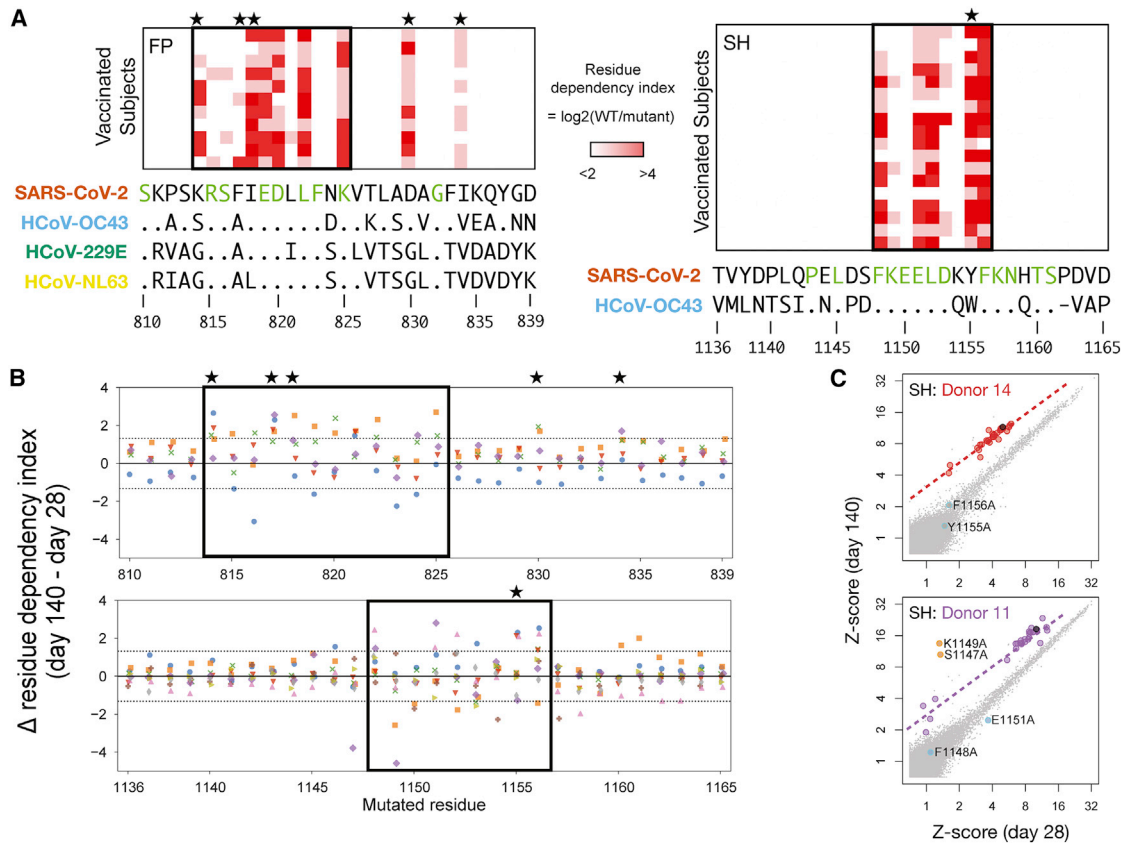 A
FP
Vaccinated
Subjects
SARS-CoV-2 SKPSKRSFIEDLLFNKVTLADAGFIKQYGD
HCoV-OC43 ..A.S..A......D..K.S.V..VEA.NN
HCoV-229E .RVAG..A...I..S.LVTSGL.TVDADYK
HCoV-NL63 .RIAG..AL.....S..VTSGL.TVDVDYK
810 815 820 825 830 835 839
Residue
dependency index
= log2(WT/mutant)
<2 >4
SH
Vaccinated Subjects
SARS-CoV-2 TVYDPLQPELDSFKEELDKYFKNHTSPDVD
HCoV-OC43 VMLNTSI.N.PD......QW...Q..-VAP
1136 1140 1145 1150 1155 1160 1165
B
Δ residue dependency index
(day 140 - day 28)
4
2
0
−2
−4
810 815 820 825 830 835 839
4
2
0
−2
−4
1136 1140 1145 1150 1155 1160 1165
Mutated residue
C
Z-score (day 140)
SH: Donor 14
32
16
8
4
2
1
F1156A
Y1155A
1 2 4 8 16 32
SH: Donor 11
32
16
8
4
2
1
K1149A
S1147A
E1151A
F1148A
1 2 4 8 16 32
Z-score (day 28)